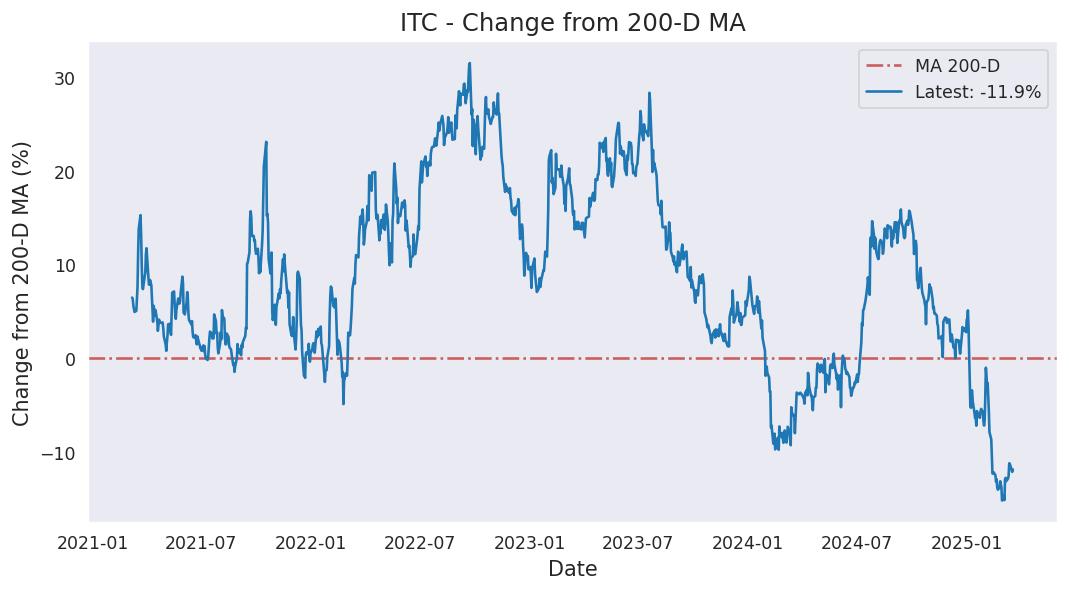 ITC - Change from 200-D MA
MA 200-D
Latest: -11.9%
Change from 200-D MA (%)
30
20
10
0
−10
2021-01 2021-07 2022-01 2022-07 2023-01 2023-07 2024-01 2024-07 2025-01
Date